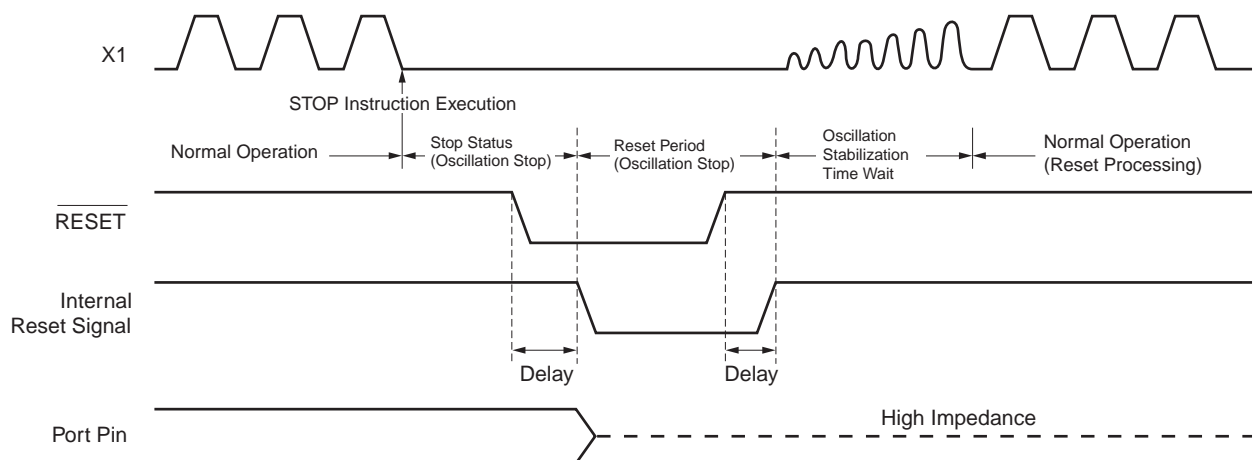 X1
STOP Instruction Execution
Normal Operation
Stop Status
(Oscillation Stop)
Reset Period
(Oscillation Stop)
Oscillation
Stabilization
Time Wait
Normal Operation
(Reset Processing)
RESET
Internal
Reset Signal
Delay
Delay
Port Pin
High Impedance